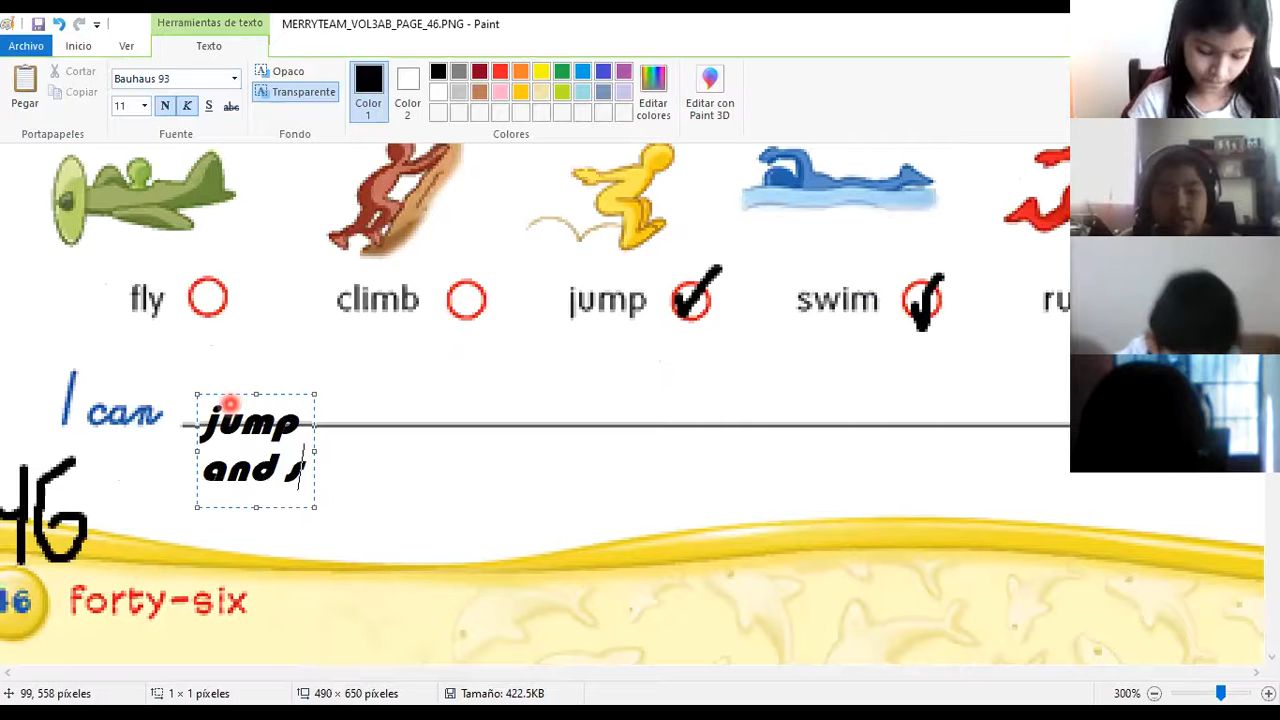 Herramientas de texto
MERRYTEAM_VOL3AB_PAGE_46.PNG - Paint
Archivo Inicio Ver Texto
Pegar
Cortar
Copiar
Portapapeles
Bauhaus 93
11 N K S abc
Fuente
Opaco
Transparente
Fondo
Color 1
Color 2
Editar colores
Colores
Editar con Paint 3D
fly climb jump swim ru
I can
jump
and s
46
46 forty-six
99, 558 píxeles 1 × 1 píxeles 490 × 650 píxeles Tamaño: 422.5KB 300%